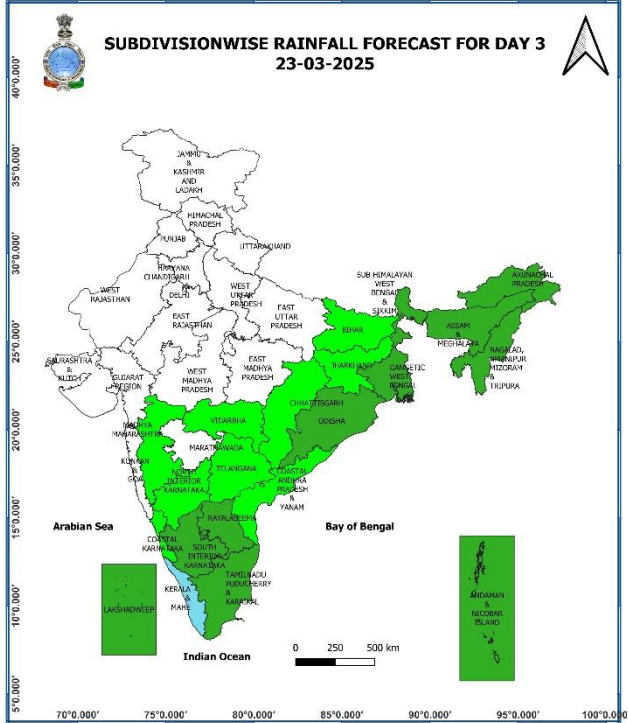 SUBDIVISIONWISE RAINFALL FORECAST FOR DAY 3
23-03-2025
40°0.000'
35°0.000'
30°0.000'
25°0.000'
20°0.000'
15°0.000'
10°0.000'
5°0.000'
JAMMU
&
KASHMIR
AND
LADAKH
HIMACHAL
PRADESH
PUNJAB
UTTARAKHAND
HARYANA
CHANDIGARH
DELHI
WEST
RAJASTHAN
WEST
UTTAR
PRADESH
EAST
RAJASTHAN
EAST
UTTAR
PRADESH
SUB HIMALAYAN
WEST
BENGAL
&
SIKKIM
ARUNACHAL
PRADESH
ASSAM
&
MEGHALAYA
NAGALAD,
MANIPUR
MIZORAM
&
TRIPURA
BIHAR
JHARKHAND
GANGETIC
WEST
BENGAL
SAURASHTRA
&
KUTCH
GUJARAT
REGION
WEST
MADHYA
PRADESH
EAST
MADHYA
PRADESH
CHHATTISGARH
ODISHA
MADHYA
MAHARASHTRA
VIDARBHA
MARATHAWADA
KONKAN
&
GOA
NORTH
INTERIOR
KARNATAKA
TELANGANA
COASTAL
ANDHRA
PRADESH
&
YANAM
RAYALASEEMA
Arabian Sea
Bay of Bengal
COASTAL
KARNATAKA
SOUTH
INTERIOR
KARNATAKA
TAMILNADU
PUDUCHERRY
&
KARAIKAL
KERALA
&
MAHE
LAKSHADWEEP
ANDAMAN
&
NICOBAR
ISLAND
Indian Ocean
0 250 500 km
70°0.000' 75°0.000' 80°0.000' 85°0.000' 90°0.000' 95°0.000' 100°0.000'